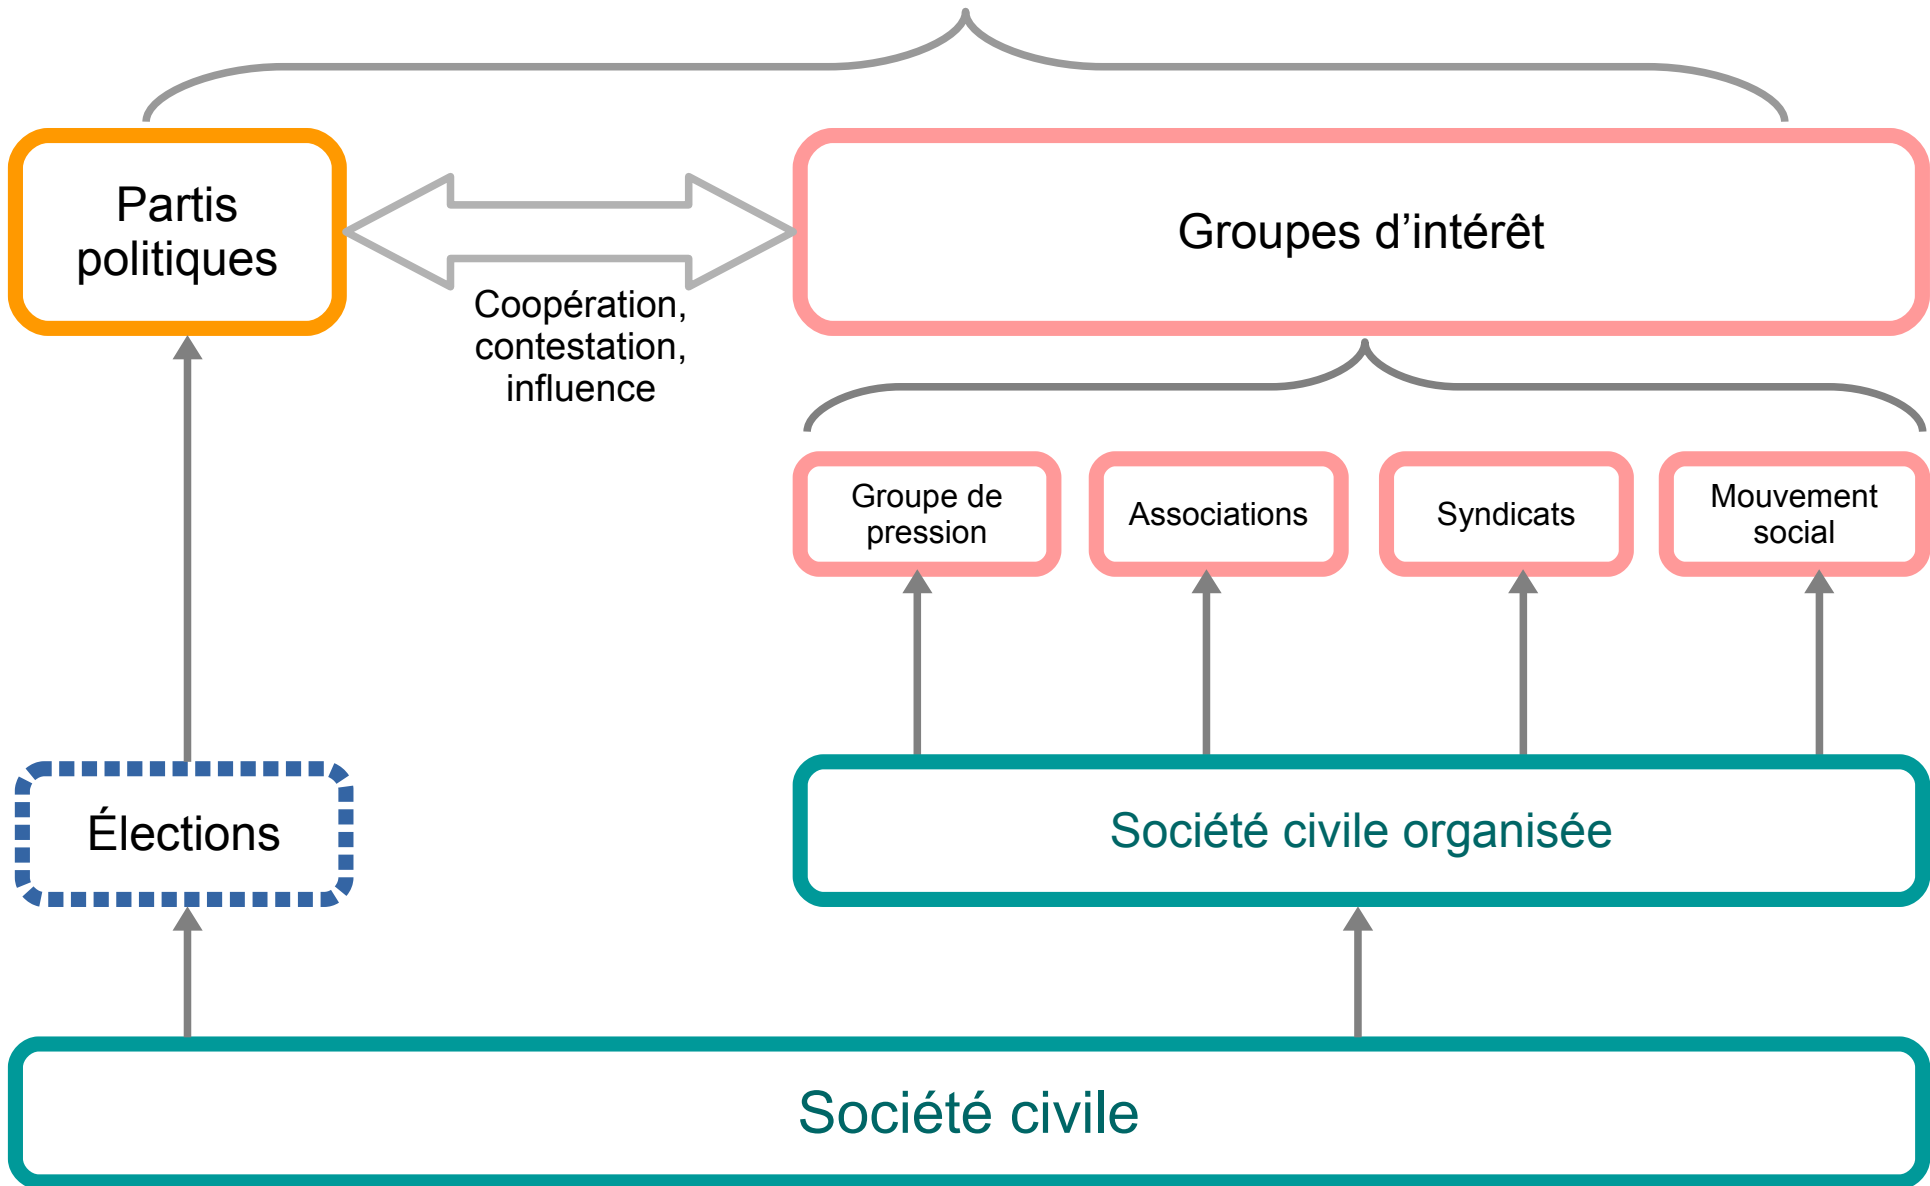 Partis
politiques
Groupes d’intérêt
Coopération,
contestation,
influence
Groupe de
pression
Associations
Syndicats
Mouvement
social
Élections
Société civile organisée
Société civile